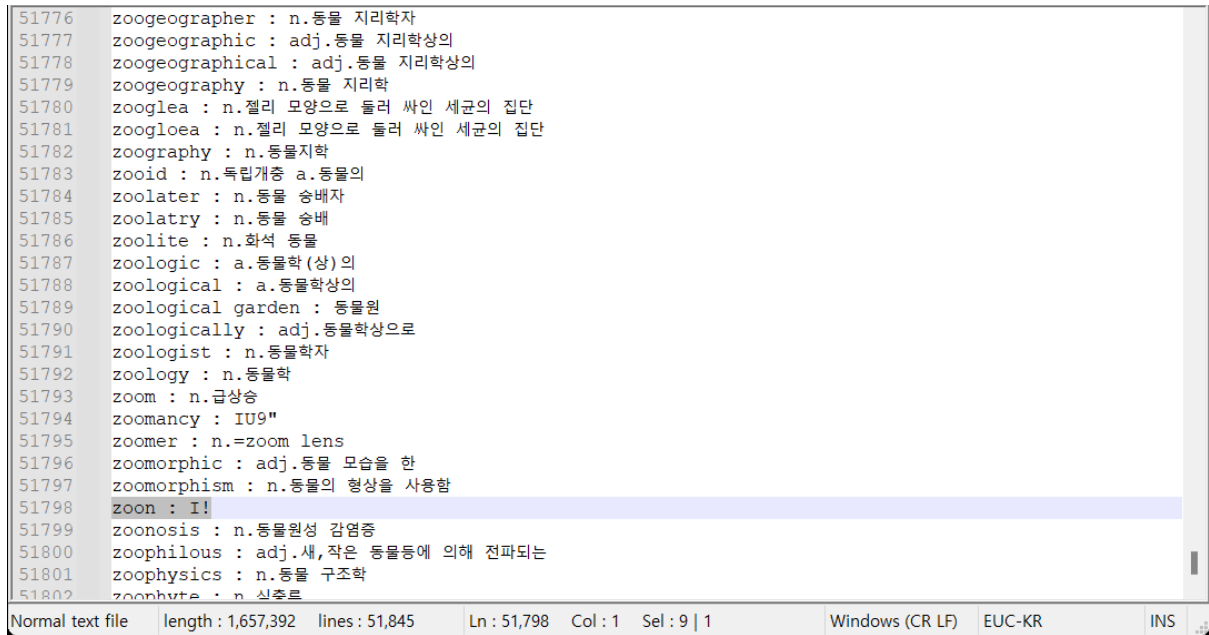 51776 zoogeographer : n.동물 지리학자
51777 zoogeographic : adj.동물 지리학상의
51778 zoogeographical : adj.동물 지리학상의
51779 zoogeography : n.동물 지리학
51780 zooglea : n.젤리 모양으로 둘러 싸인 세균의 집단
51781 zoogloea : n.젤리 모양으로 둘러 싸인 세균의 집단
51782 zoography : n.동물지학
51783 zooid : n.독립개충 a.동물의
51784 zoolater : n.동물 숭배자
51785 zoolatry : n.동물 숭배
51786 zoolite : n.화석 동물
51787 zoologic : a.동물학(상)의
51788 zoological : a.동물학상의
51789 zoological garden : 동물원
51790 zoologically : adj.동물학상으로
51791 zoologist : n.동물학자
51792 zoology : n.동물학
51793 zoom : n.급상승
51794 zoomancy : IU9"
51795 zoomer : n.=zoom lens
51796 zoomorphic : adj.동물 모습을 한
51797 zoomorphism : n.동물의 형상을 사용함
51798 zoon : I!
51799 zoonosis : n.동물원성 감염증
51800 zoophilous : adj.새,작은 동물등에 의해 전파되는
51801 zoophysics : n.동물 구조학
51802 zoophyte : n.식충류
Normal text file length : 1,657,392 lines : 51,845 Ln : 51,798 Col : 1 Sel : 9 | 1 Windows (CR LF) EUC-KR INS